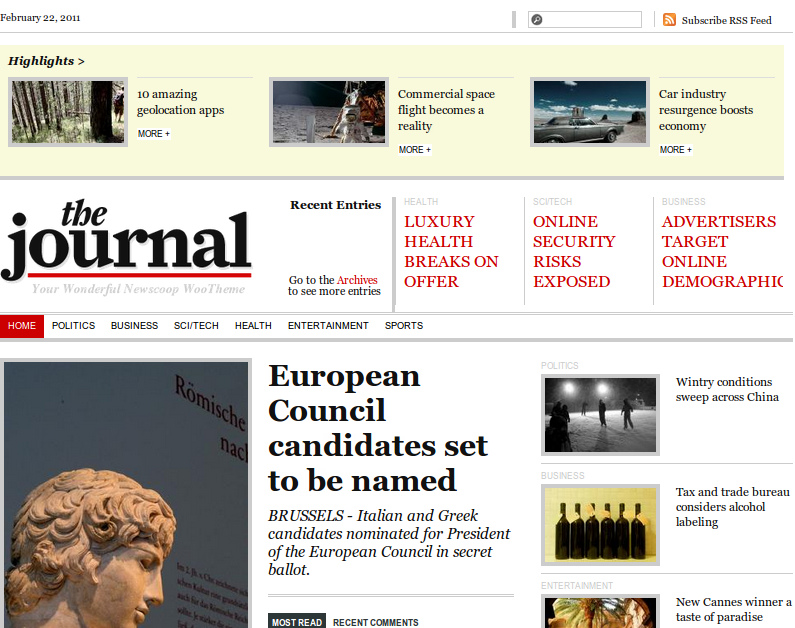 February 22, 2011
Subscribe RSS Feed
Highlights >
10 amazing
geolocation apps
MORE +
Commercial space
flight becomes a
reality
MORE +
Car industry
resurgence boosts
economy
MORE +
the
journal
Your Wonderful Newscoop WooTheme
Recent Entries
Go to the Archives
to see more entries
HEALTH
LUXURY
HEALTH
BREAKS ON
OFFER
SCI/TECH
ONLINE
SECURITY
RISKS
EXPOSED
BUSINESS
ADVERTISERS
TARGET
ONLINE
DEMOGRAPHIC
HOME POLITICS BUSINESS SCI/TECH HEALTH ENTERTAINMENT SPORTS
Römische
nach
European
Council
candidates set
to be named
BRUSSELS - Italian and Greek
candidates nominated for President
of the European Council in secret
ballot.
MOST READ RECENT COMMENTS
POLITICS
Wintry conditions
sweep across China
BUSINESS
Tax and trade bureau
considers alcohol
labeling
ENTERTAINMENT
New Cannes winner a
taste of paradise